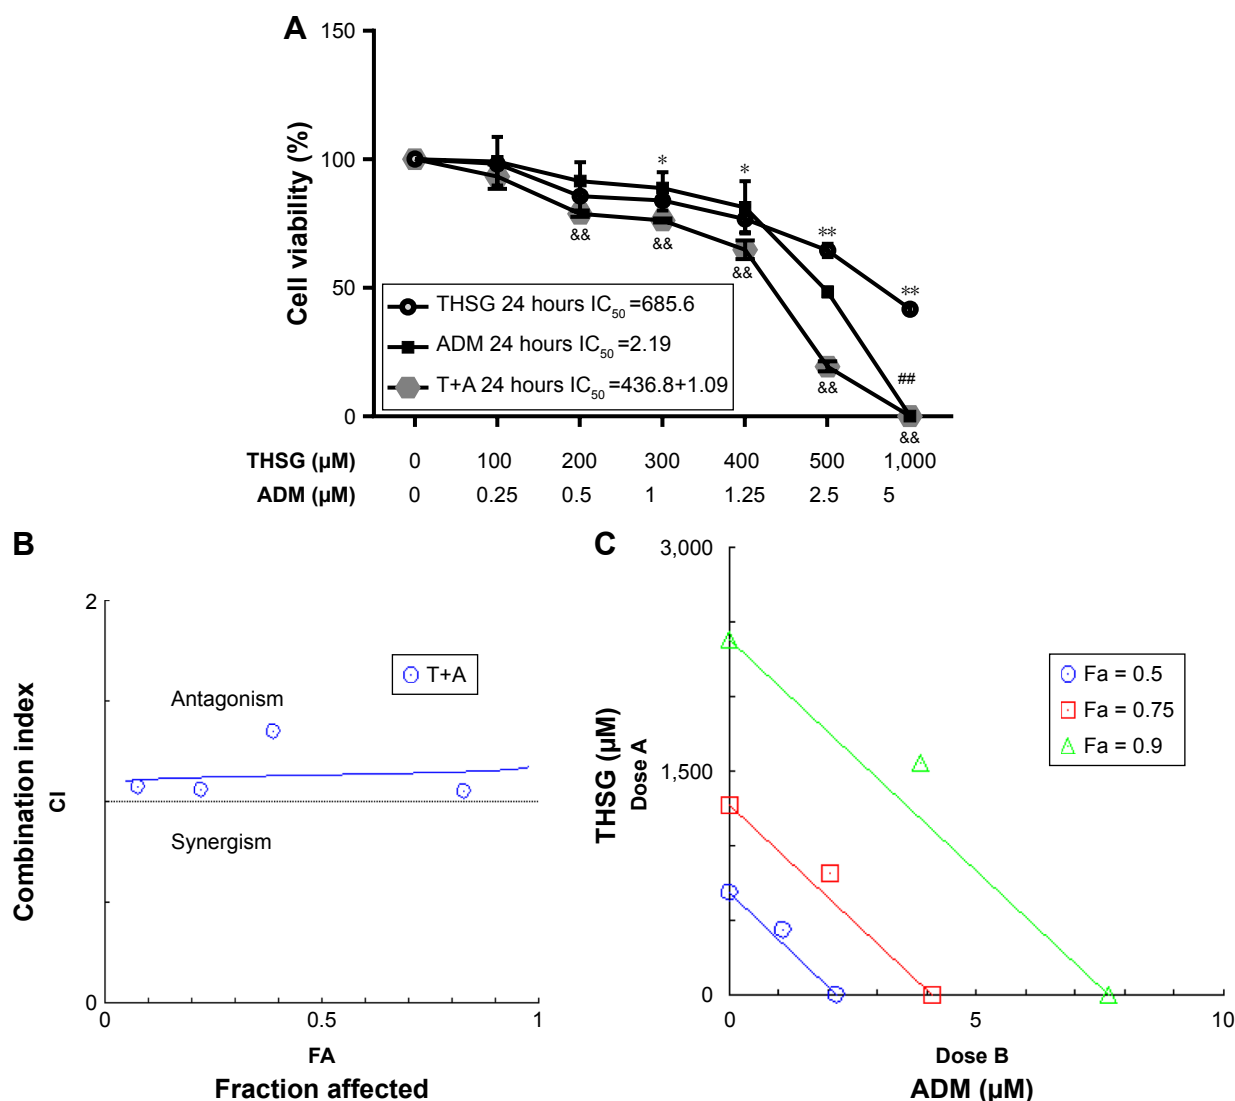 A
150
100
50
0
Cell viability (%)
*
*
**
**
&&
&&
&&
&&
##
&&
THSG 24 hours IC50 =685.6
ADM 24 hours IC50 =2.19
T+A 24 hours IC50 =436.8+1.09
THSG (µM) 0 100 200 300 400 500 1,000
ADM (µM) 0 0.25 0.5 1 1.25 2.5 5
B
2
0
Combination index
CI
T+A
Antagonism
Synergism
0 0.5 1
FA
Fraction affected
C
3,000
1,500
0
THSG (µM)
Dose A
Fa = 0.5
Fa = 0.75
Fa = 0.9
0 5 10
Dose B
ADM (µM)